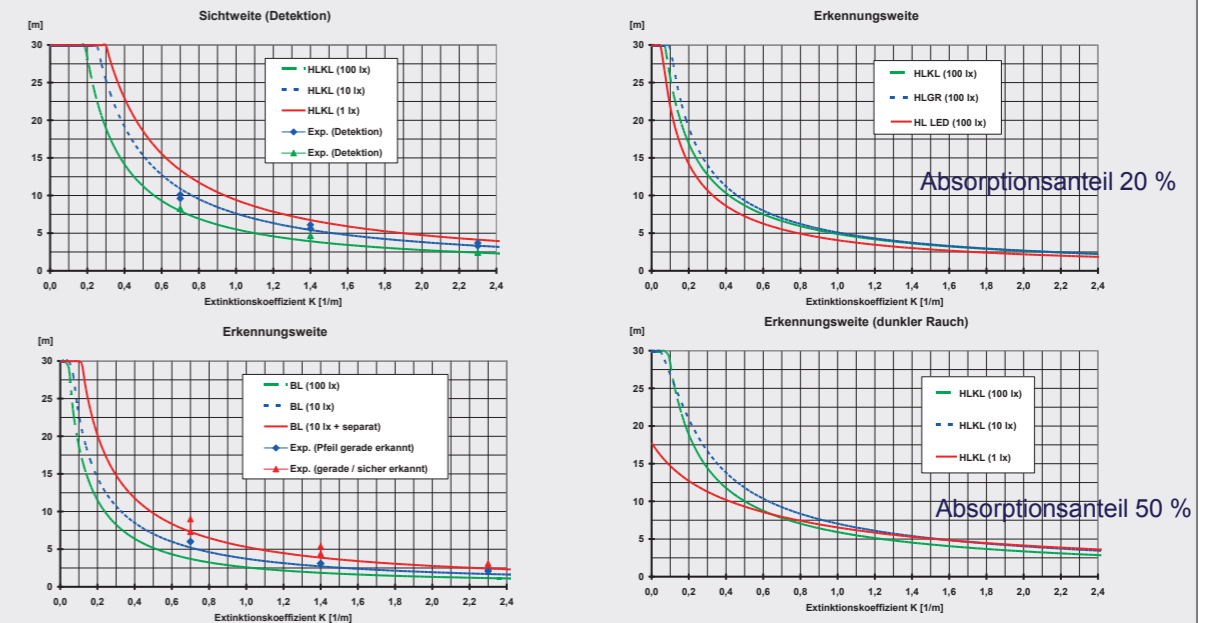 Sichtweite (Detektion)
[m]
30
25
20
15
10
5
0
HLKL (100 lx)
HLKL (10 lx)
HLKL (1 lx)
Exp. (Detektion)
Exp. (Detektion)
0,0 0,2 0,4 0,6 0,8 1,0 1,2 1,4 1,6 1,8 2,0 2,2 2,4
Extinktionskoeffizient K [1/m]
Erkennungsweite
[m]
30
25
20
15
10
5
0
HLKL (100 lx)
HLGR (100 lx)
HL LED (100 lx)
Absorptionsanteil 20 %
0,0 0,2 0,4 0,6 0,8 1,0 1,2 1,4 1,6 1,8 2,0 2,2 2,4
Extinktionskoeffizient K [1/m]
Erkennungsweite
[m]
30
25
20
15
10
5
0
BL (100 lx)
BL (10 lx)
BL (10 lx + separat)
Exp. (Pfeil gerade erkannt)
Exp. (gerade / sicher erkannt)
0,0 0,2 0,4 0,6 0,8 1,0 1,2 1,4 1,6 1,8 2,0 2,2 2,4
Extinktionskoeffizient K [1/m]
Erkennungsweite (dunkler Rauch)
[m]
30
25
20
15
10
5
0
HLKL (100 lx)
HLKL (10 lx)
HLKL (1 lx)
Absorptionsanteil 50 %
0,0 0,2 0,4 0,6 0,8 1,0 1,2 1,4 1,6 1,8 2,0 2,2 2,4
Extinktionskoeffizient K [1/m]